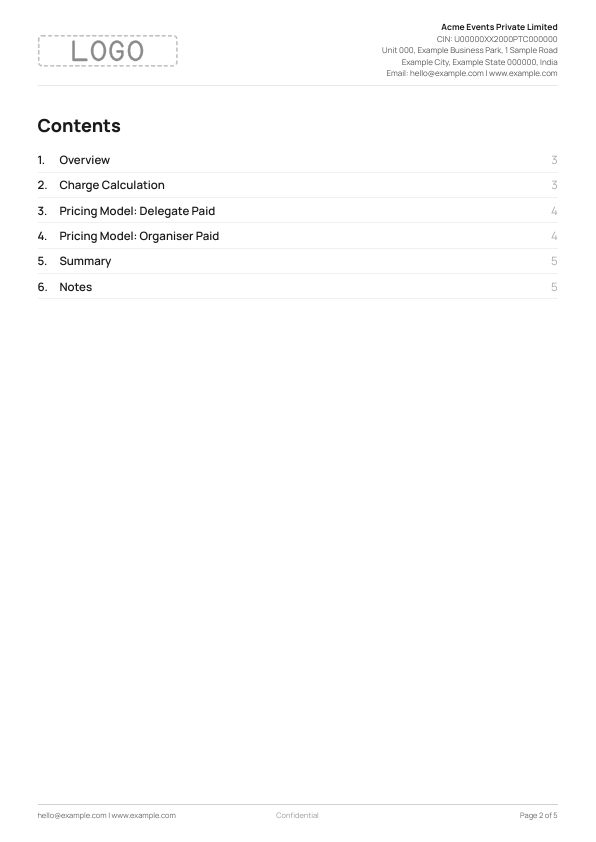 LOGO
Acme Events Private Limited
CIN: U00000XX2000PTC000000
Unit 000, Example Business Park, 1 Sample Road
Example City, Example State 000000, India
Email: hello@example.com | www.example.com
Contents
1. Overview 3
2. Charge Calculation 3
3. Pricing Model: Delegate Paid 4
4. Pricing Model: Organiser Paid 4
5. Summary 5
6. Notes 5
hello@example.com | www.example.com Confidential Page 2 of 5